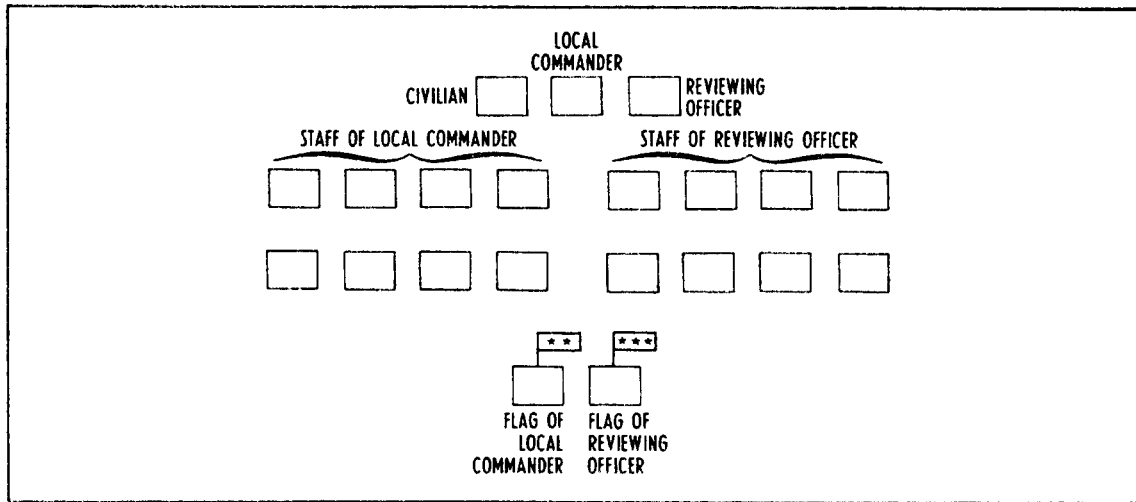 LOCAL
COMMANDER
CIVILIAN
REVIEWING
OFFICER
STAFF OF LOCAL COMMANDER
STAFF OF REVIEWING OFFICER
FLAG OF
LOCAL
COMMANDER
FLAG OF
REVIEWING
OFFICER